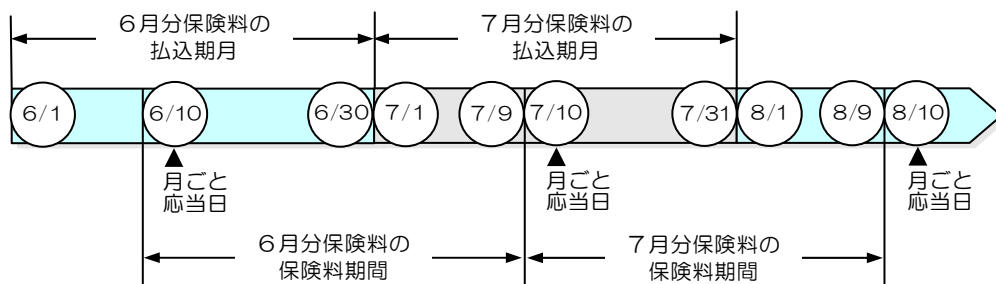 ６月分保険料の
払込期月
７月分保険料の
払込期月
6/1
6/10
6/30
7/1
7/9
7/10
7/31
8/1
8/9
8/10
月ごと
応当日
月ごと
応当日
月ごと
応当日
６月分保険料の
保険料期間
７月分保険料の
保険料期間